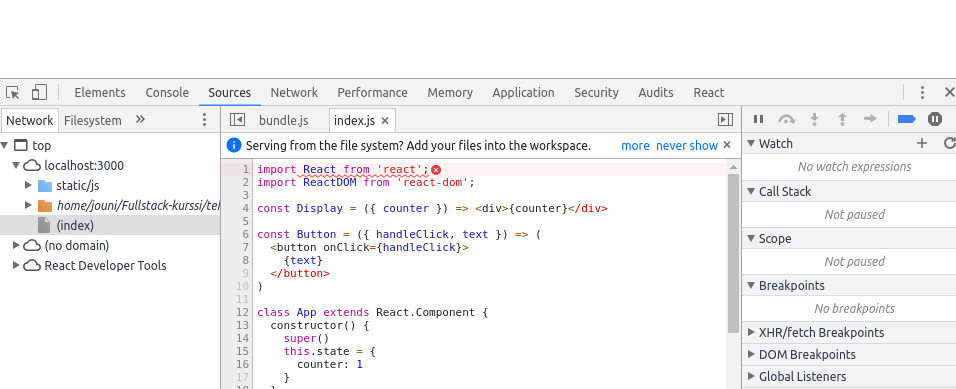 Elements Console Sources Network Performance Memory Application Security Audits React
Network Filesystem »
bundle.js index.js ×
top
localhost:3000
static/js
home/jouni/Fullstack-kurssi/tel
(index)
(no domain)
React Developer Tools
Serving from the file system? Add your files into the workspace. more never show ×
1 import React from 'react';
2 import ReactDOM from 'react-dom';
3
4 const Display = ({ counter }) => <div>{counter}</div>
5
6 const Button = ({ handleClick, text }) => (
7 <button onClick={handleClick}>
8 {text}
9 </button>
10 )
11
12 class App extends React.Component {
13 constructor() {
14 super()
15 this.state = {
16 counter: 1
17 }
Watch
No watch expressions
Call Stack
Not paused
Scope
Not paused
Breakpoints
No breakpoints
XHR/fetch Breakpoints
DOM Breakpoints
Global Listeners